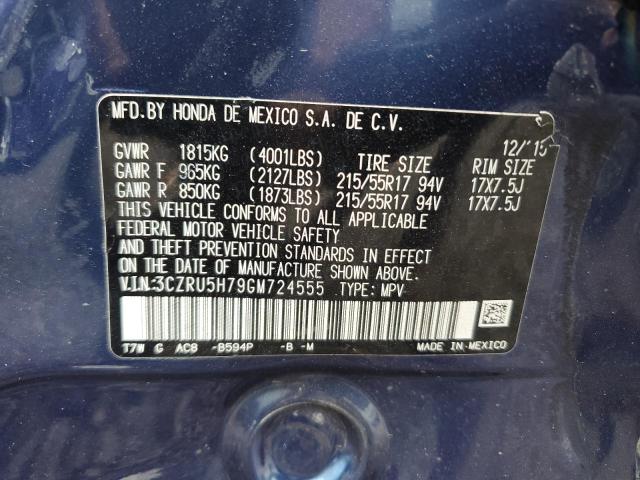 MFD.BY HONDA DE MEXICO S.A. DE C.V.
12/'15
GVWR 1815KG (4001LBS) TIRE SIZE RIM SIZE
GAWR F 965KG (2127LBS) 215/55R17 94V 17X7.5J
GAWR R 850KG (1873LBS) 215/55R17 94V 17X7.5J
THIS VEHICLE CONFORMS TO ALL APPLICABLE
FEDERAL MOTOR VEHICLE SAFETY
AND THEFT PREVENTION STANDARDS IN EFFECT
ON THE DATE OF MANUFACTURE SHOWN ABOVE.
V.I.N.:3CZRU5H79GM724555 TYPE: MPV
T7W G AC8 -B594P -B -M MADE IN MEXICO